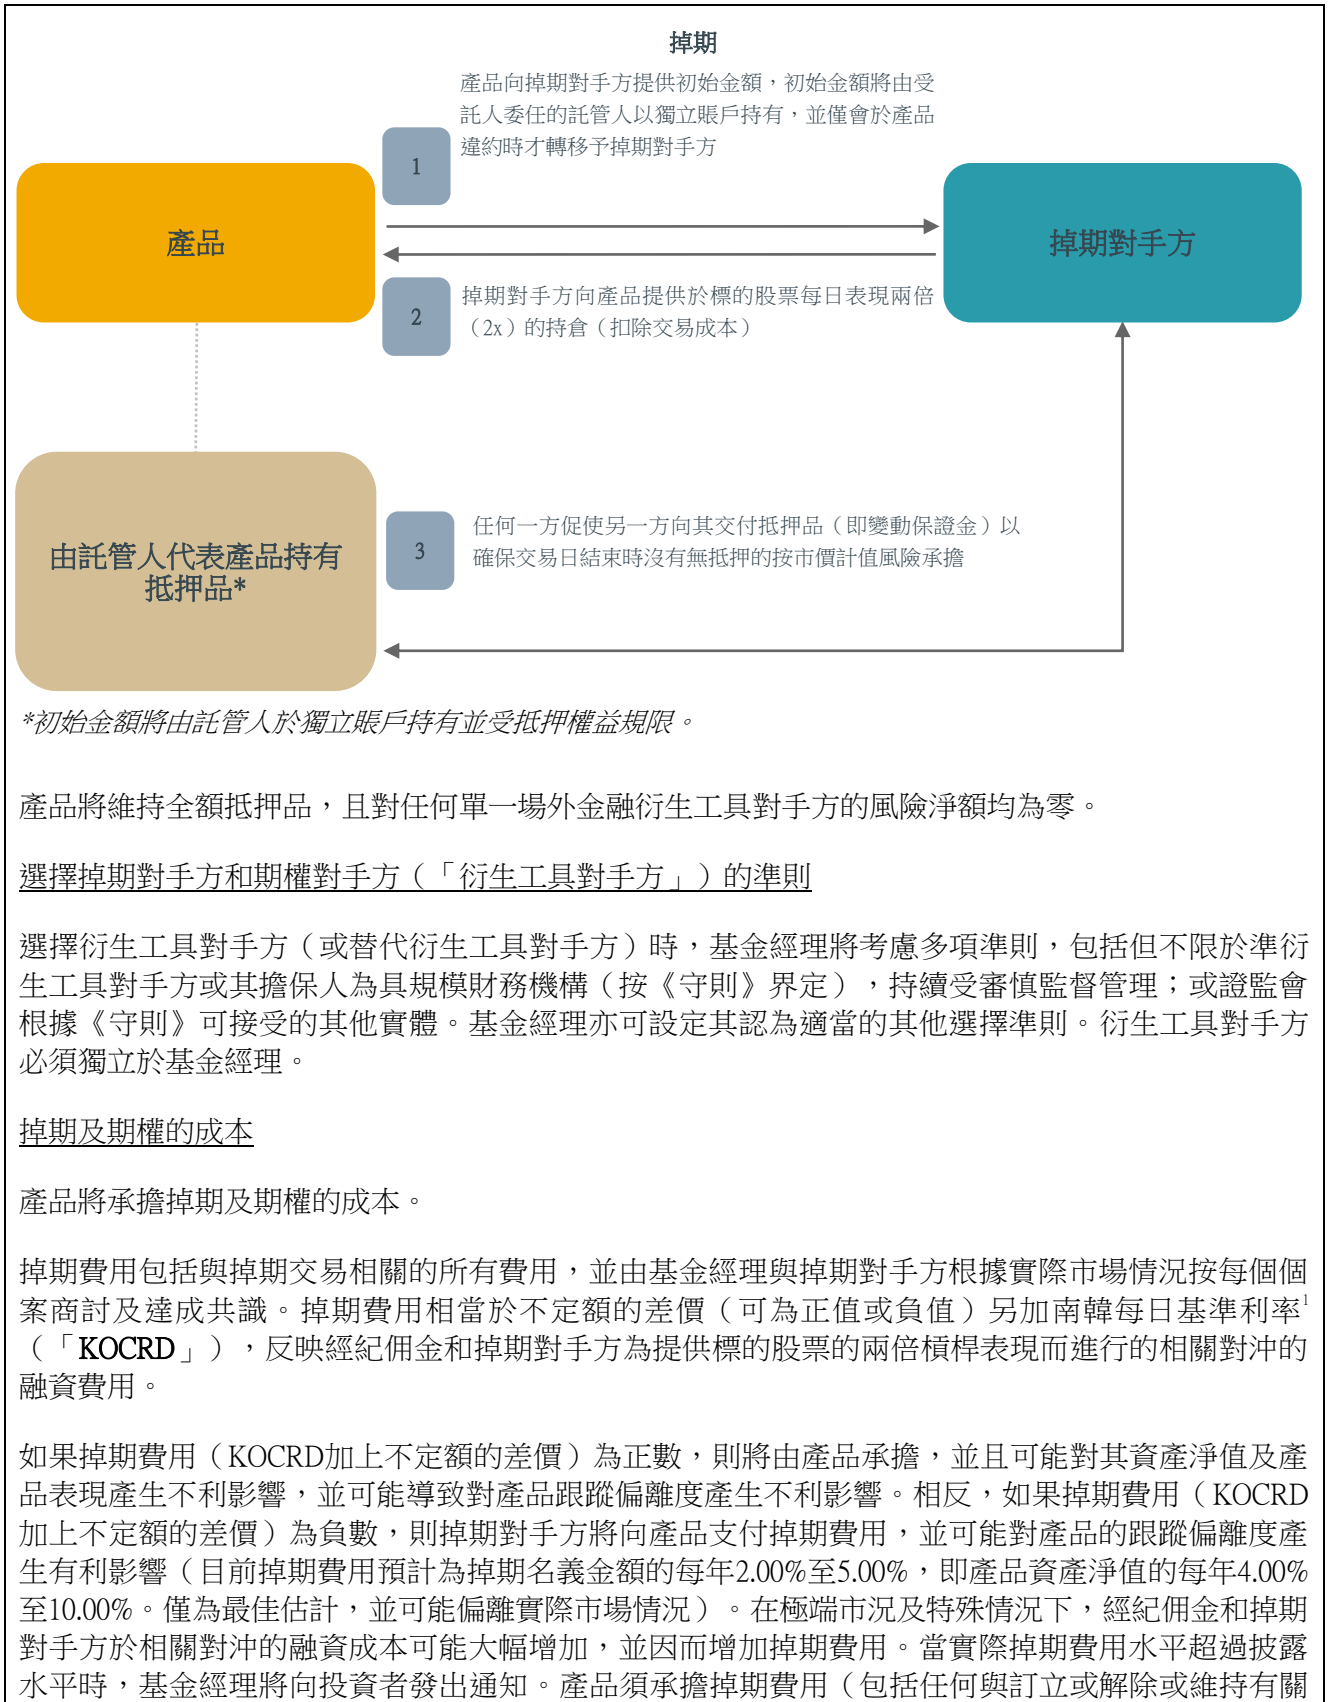 掉期
產品向掉期對手方提供初始金額，初始金額將由受
託人委任的託管人以獨立賬戶持有，並僅會於產品
違約時才轉移予掉期對手方
1
產品
掉期對手方
2
掉期對手方向產品提供於標的股票每日表現兩倍
（2x）的持倉（扣除交易成本）
由託管人代表產品持有
抵押品*
3
任何一方促使另一方向其交付抵押品（即變動保證金）以
確保交易日結束時沒有無抵押的按市價計值風險承擔
*初始金額將由託管人於獨立賬戶持有並受抵押權益規限。
產品將維持全額抵押品，且對任何單一場外金融衍生工具對手方的風險淨額均為零。
選擇掉期對手方和期權對手方（「衍生工具對手方」）的準則
選擇衍生工具對手方（或替代衍生工具對手方）時，基金經理將考慮多項準則，包括但不限於準衍
生工具對手方或其擔保人為具規模財務機構（按《守則》界定），持續受審慎監督管理；或證監會
根據《守則》可接受的其他實體。基金經理亦可設定其認為適當的其他選擇準則。衍生工具對手方
必須獨立於基金經理。
掉期及期權的成本
產品將承擔掉期及期權的成本。
掉期費用包括與掉期交易相關的所有費用，並由基金經理與掉期對手方根據實際市場情況按每個個
案商討及達成共識。掉期費用相當於不定額的差價（可為正值或負值）另加南韓每日基準利率1
（「KOCRD」），反映經紀佣金和掉期對手方為提供標的股票的兩倍槓桿表現而進行的相關對沖的
融資費用。
如果掉期費用（KOCRD加上不定額的差價）為正數，則將由產品承擔，並且可能對其資產淨值及產
品表現產生不利影響，並可能導致對產品跟蹤偏離度產生不利影響。相反，如果掉期費用（KOCRD
加上不定額的差價）為負數，則掉期對手方將向產品支付掉期費用，並可能對產品的跟蹤偏離度產
生有利影響（目前掉期費用預計為掉期名義金額的每年2.00%至5.00%，即產品資產淨值的每年4.00%
至10.00%。僅為最佳估計，並可能偏離實際市場情況）。在極端市況及特殊情況下，經紀佣金和掉期
對手方於相關對沖的融資成本可能大幅增加，並因而增加掉期費用。當實際掉期費用水平超過披露
水平時，基金經理將向投資者發出通知。產品須承擔掉期費用（包括任何與訂立或解除或維持有關